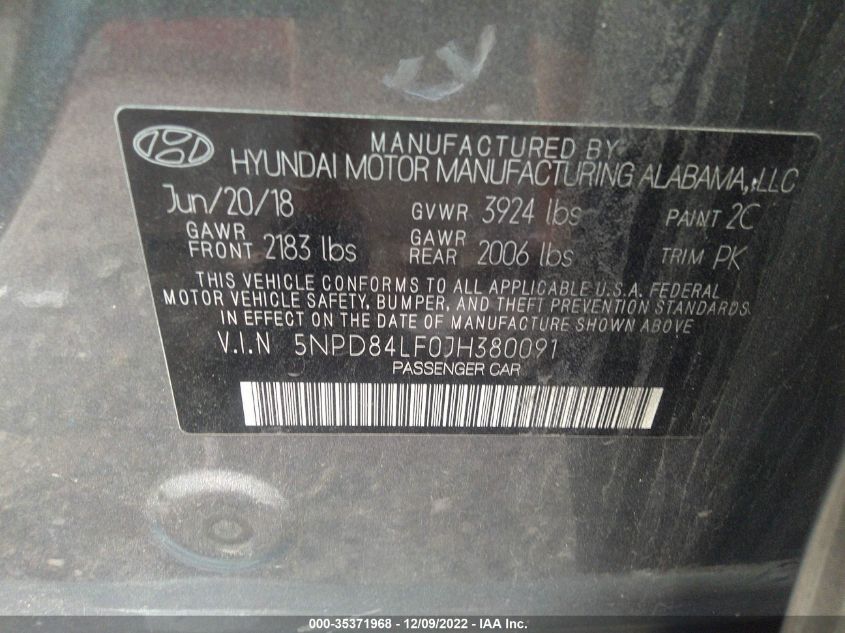 MANUFACTURED BY
HYUNDAI MOTOR MANUFACTURING ALABAMA, LLC
Jun/20/18 GVWR 3924 lbs PAINT 2C
GAWR FRONT 2183 lbs GAWR REAR 2006 lbs TRIM PK
THIS VEHICLE CONFORMS TO ALL APPLICABLE U.S.A. FEDERAL
MOTOR VEHICLE SAFETY, BUMPER, AND THEFT PREVENTION STANDARDS
IN EFFECT ON THE DATE OF MANUFACTURE SHOWN ABOVE
V.I.N 5NPD84LF0JH380091
PASSENGER CAR
000-35371968 - 12/09/2022 - IAA Inc.